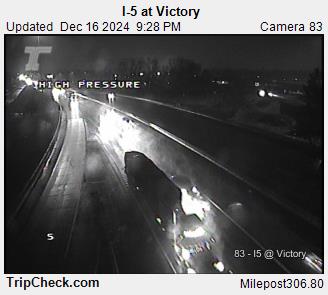 I-5 at Victory
Updated Dec 16 2024 9:28 PM Camera 83
HIGH PRESSURE
S
83 - I5 @ Victory
TripCheck.com Milepost306.80